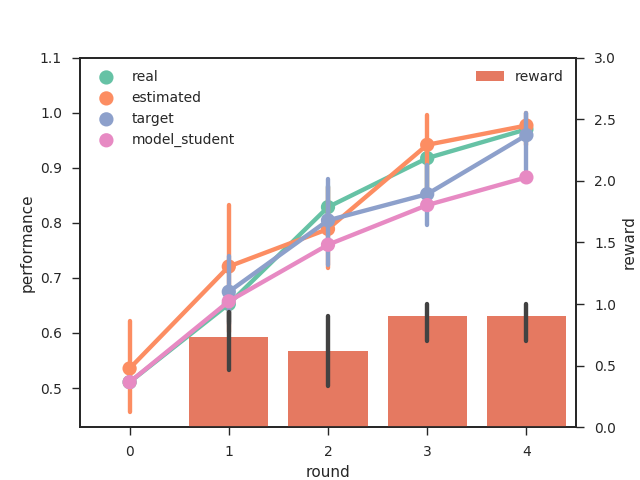 real
estimated
target
model_student
reward
1.1
1.0
0.9
0.8
0.7
0.6
0.5
performance
3.0
2.5
2.0
1.5
1.0
0.5
0.0
reward
0 1 2 3 4
round